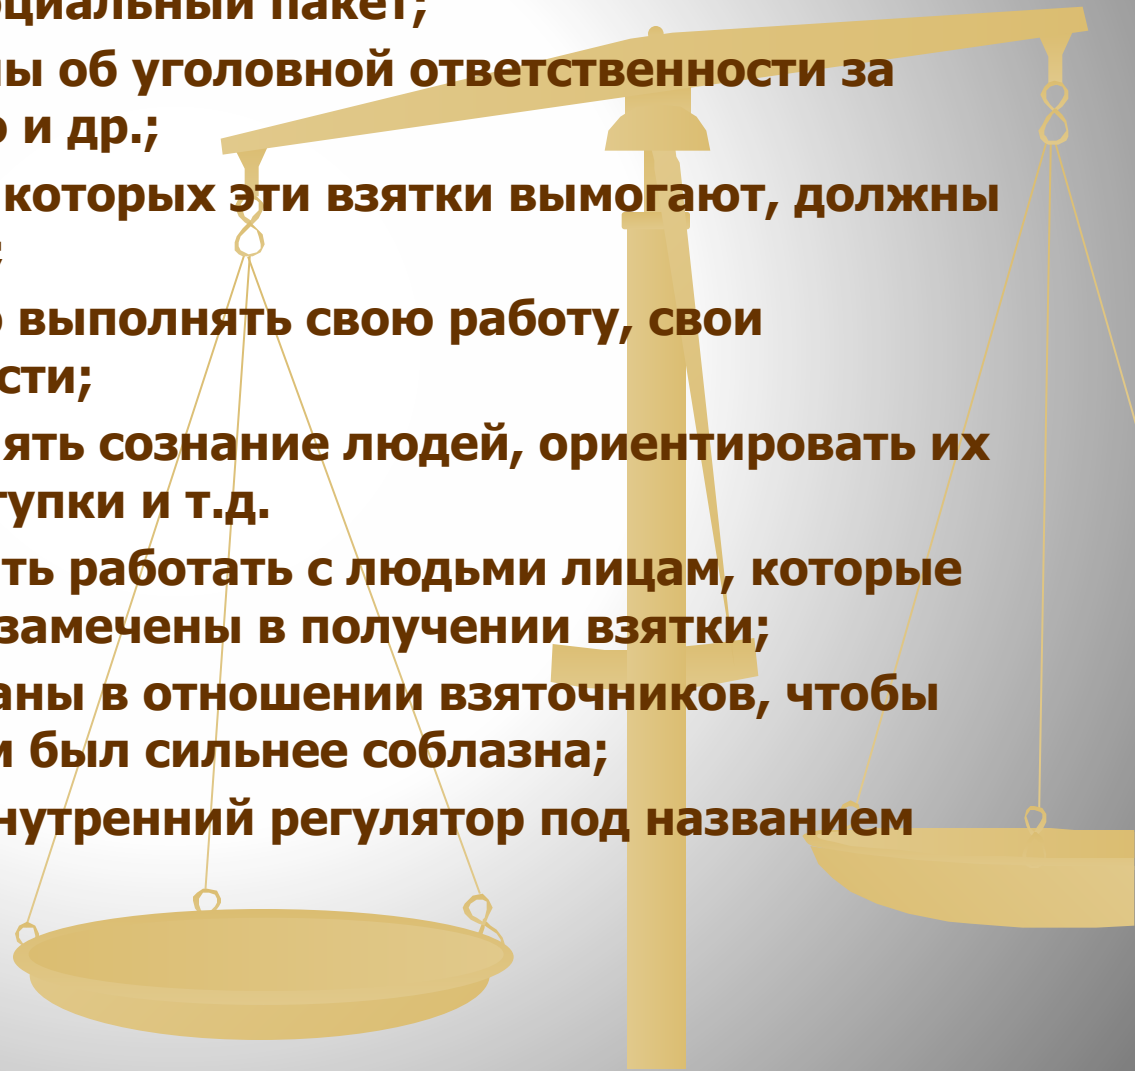 социальный пакет;
ны об уголовной ответственности за
о и др.;
которых эти взятки вымогают, должны
;
о выполнять свою работу, свои
сти;
ять сознание людей, ориентировать их
тупки и т.д.
ть работать с людьми лицам, которые
замечены в получении взятки;
аны в отношении взяточников, чтобы
м был сильнее соблазна;
нутренний регулятор под названием